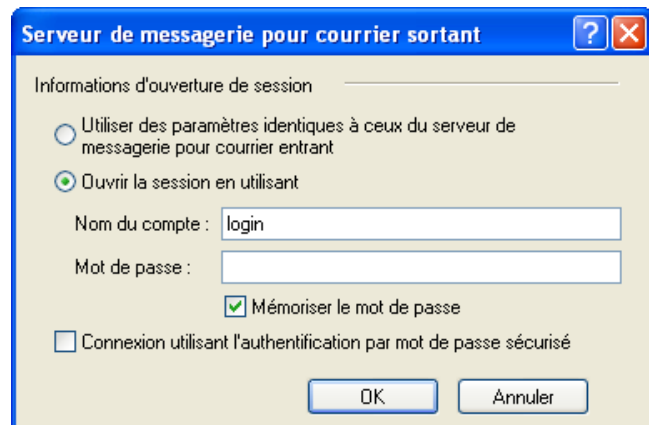 Serveur de messagerie pour courrier sortant
Informations d'ouverture de session
Utiliser des paramètres identiques à ceux du serveur de
messagerie pour courrier entrant
Ouvrir la session en utilisant
Nom du compte : login
Mot de passe :
Mémoriser le mot de passe
Connexion utilisant l'authentification par mot de passe sécurisé
OK Annuler